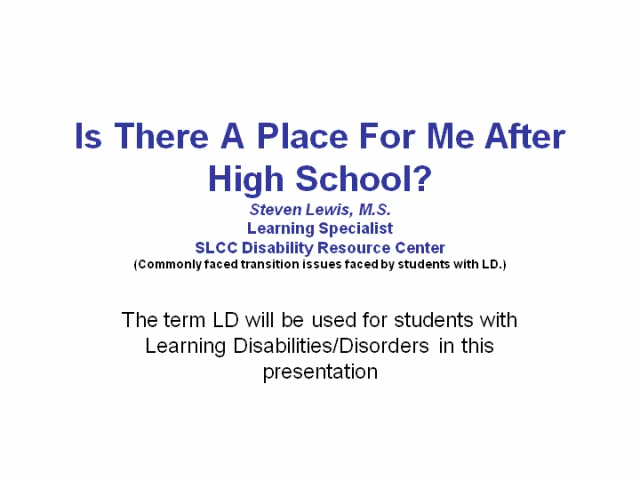 Is There A Place For Me After
High School?
Steven Lewis, M.S.
Learning Specialist
SLCC Disability Resource Center
(Commonly faced transition issues faced by students with LD.)
The term LD will be used for students with
Learning Disabilities/Disorders in this
presentation